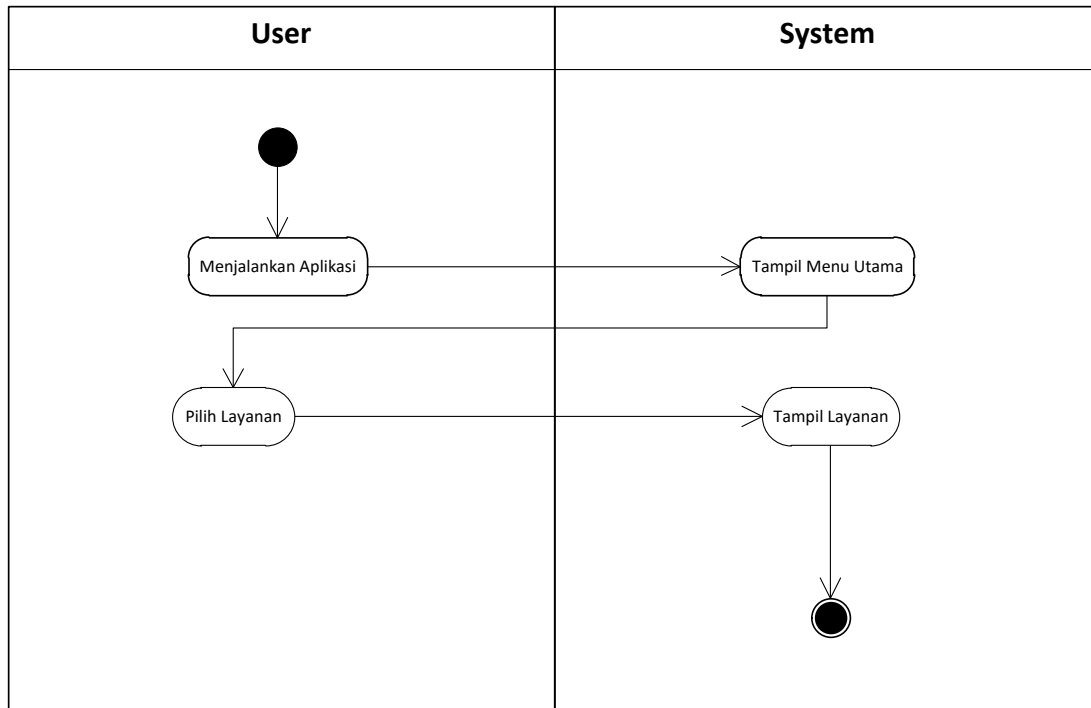 User
System
Menjalankan Aplikasi
Tampil Menu Utama
Pilih Layanan
Tampil Layanan